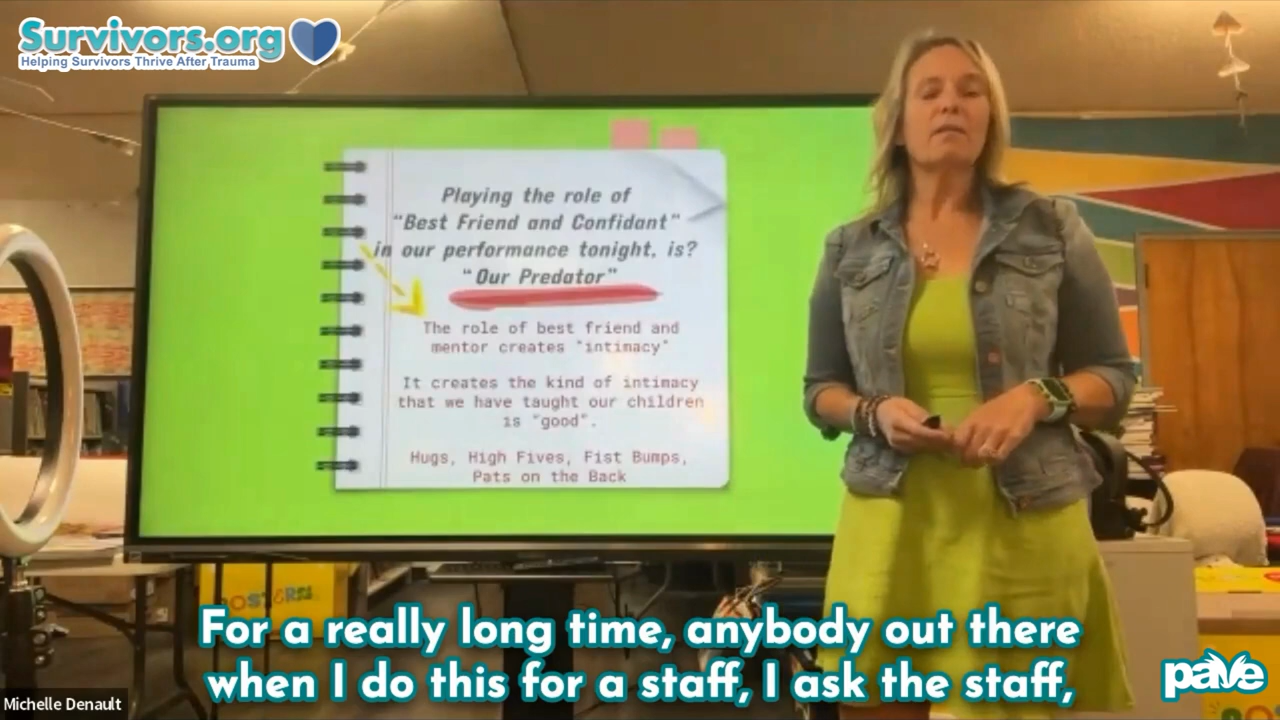 Survivors.org
Helping Survivors Thrive After Trauma
Playing the role of
"Best Friend and Confidant"
in our performance tonight, is?
"Our Predator"
The role of best friend and
mentor creates "intimacy"
It creates the kind of intimacy
that we have taught our children
is "good".
Hugs, High Fives, Fist Bumps,
Pats on the Back
POSTERS
For a really long time, anybody out there
when I do this for a staff, I ask the staff,
Michelle Denault
pave